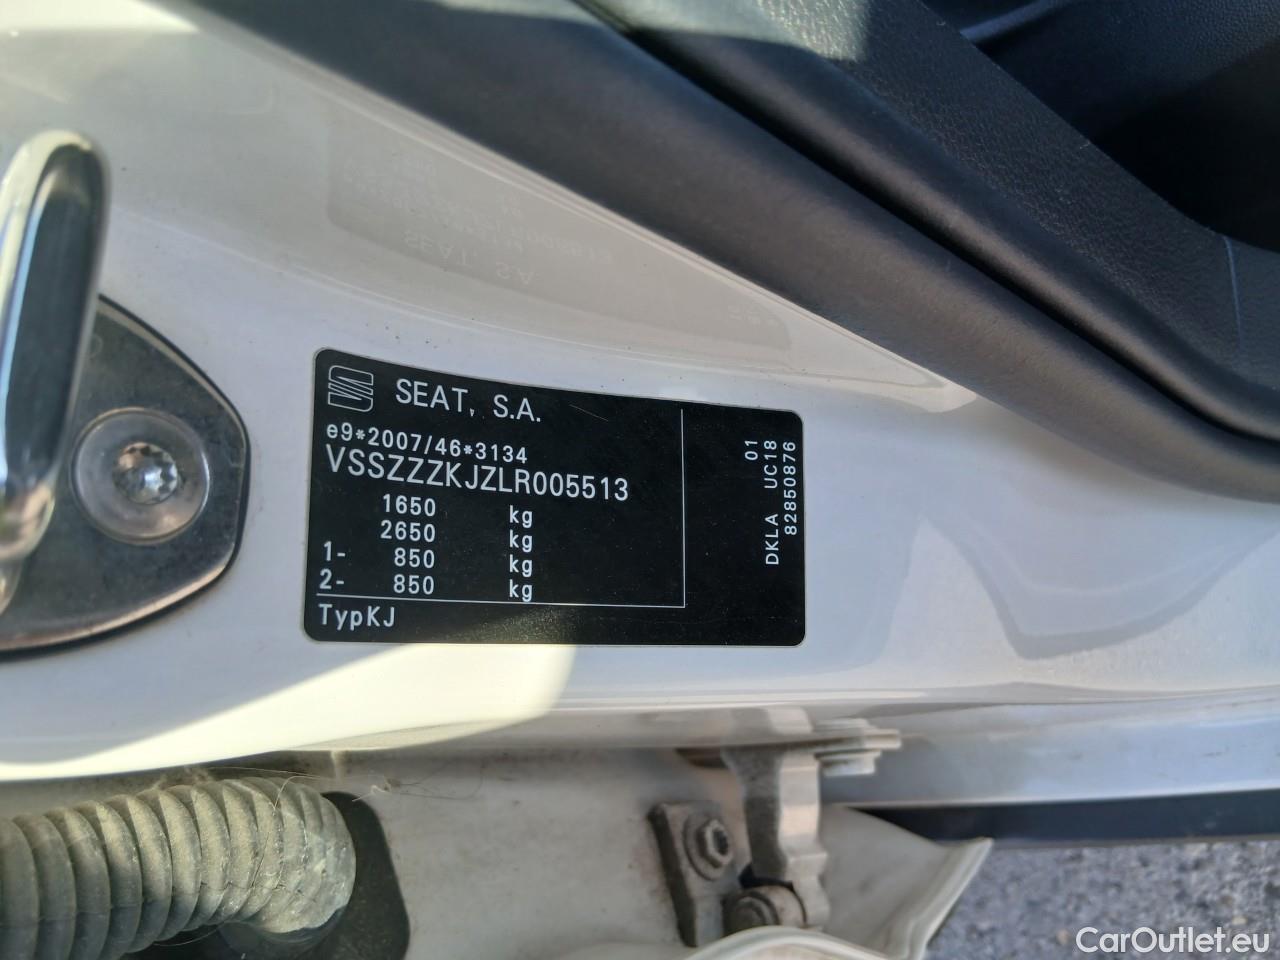 SEAT, S.A.
e9*2007/46*3134
VSSZZZKJZLR005513
1650 kg
2650 kg
1- 850 kg
2- 850 kg
TypKJ
DKLA UC18 01
82850876
CarOutlet.eu